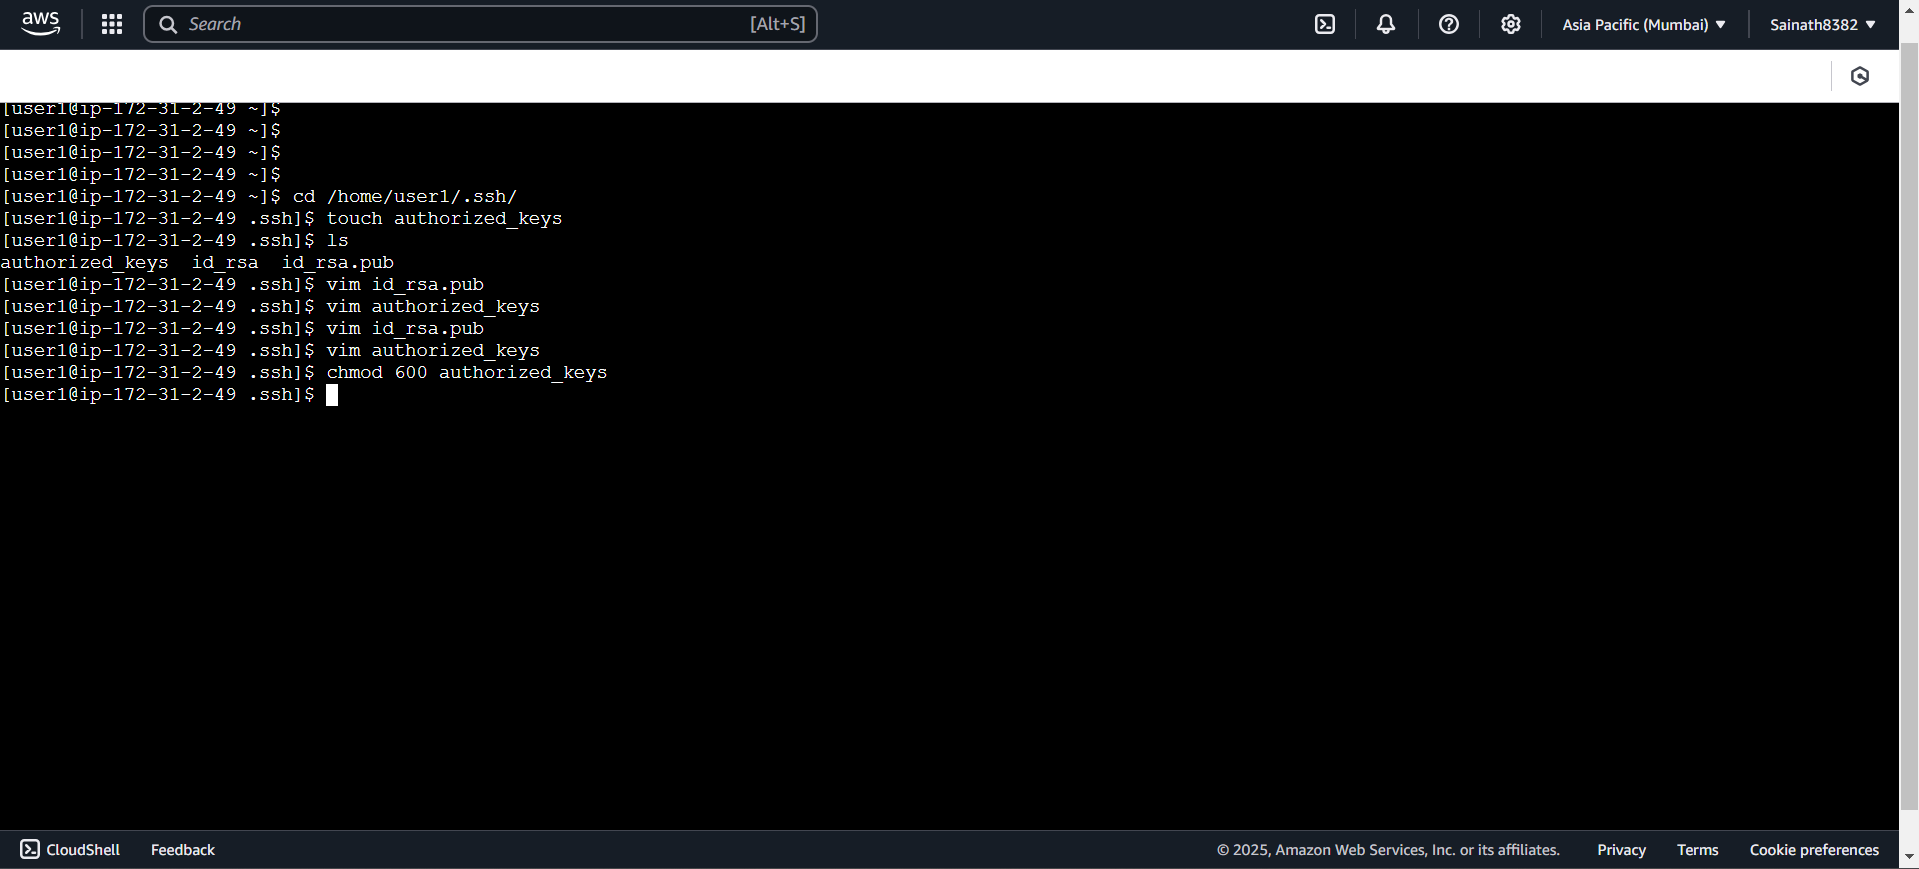 aws
Search [Alt+S]
Asia Pacific (Mumbai) ▼ Sainath8382 ▼
[user1@ip-172-31-2-49 ~]$
[user1@ip-172-31-2-49 ~]$
[user1@ip-172-31-2-49 ~]$
[user1@ip-172-31-2-49 ~]$
[user1@ip-172-31-2-49 ~]$ cd /home/user1/.ssh/
[user1@ip-172-31-2-49 .ssh]$ touch authorized_keys
[user1@ip-172-31-2-49 .ssh]$ ls
authorized_keys  id_rsa  id_rsa.pub
[user1@ip-172-31-2-49 .ssh]$ vim id_rsa.pub
[user1@ip-172-31-2-49 .ssh]$ vim authorized_keys
[user1@ip-172-31-2-49 .ssh]$ vim id_rsa.pub
[user1@ip-172-31-2-49 .ssh]$ vim authorized_keys
[user1@ip-172-31-2-49 .ssh]$ chmod 600 authorized_keys
[user1@ip-172-31-2-49 .ssh]$
CloudShell Feedback © 2025, Amazon Web Services, Inc. or its affiliates. Privacy Terms Cookie preferences